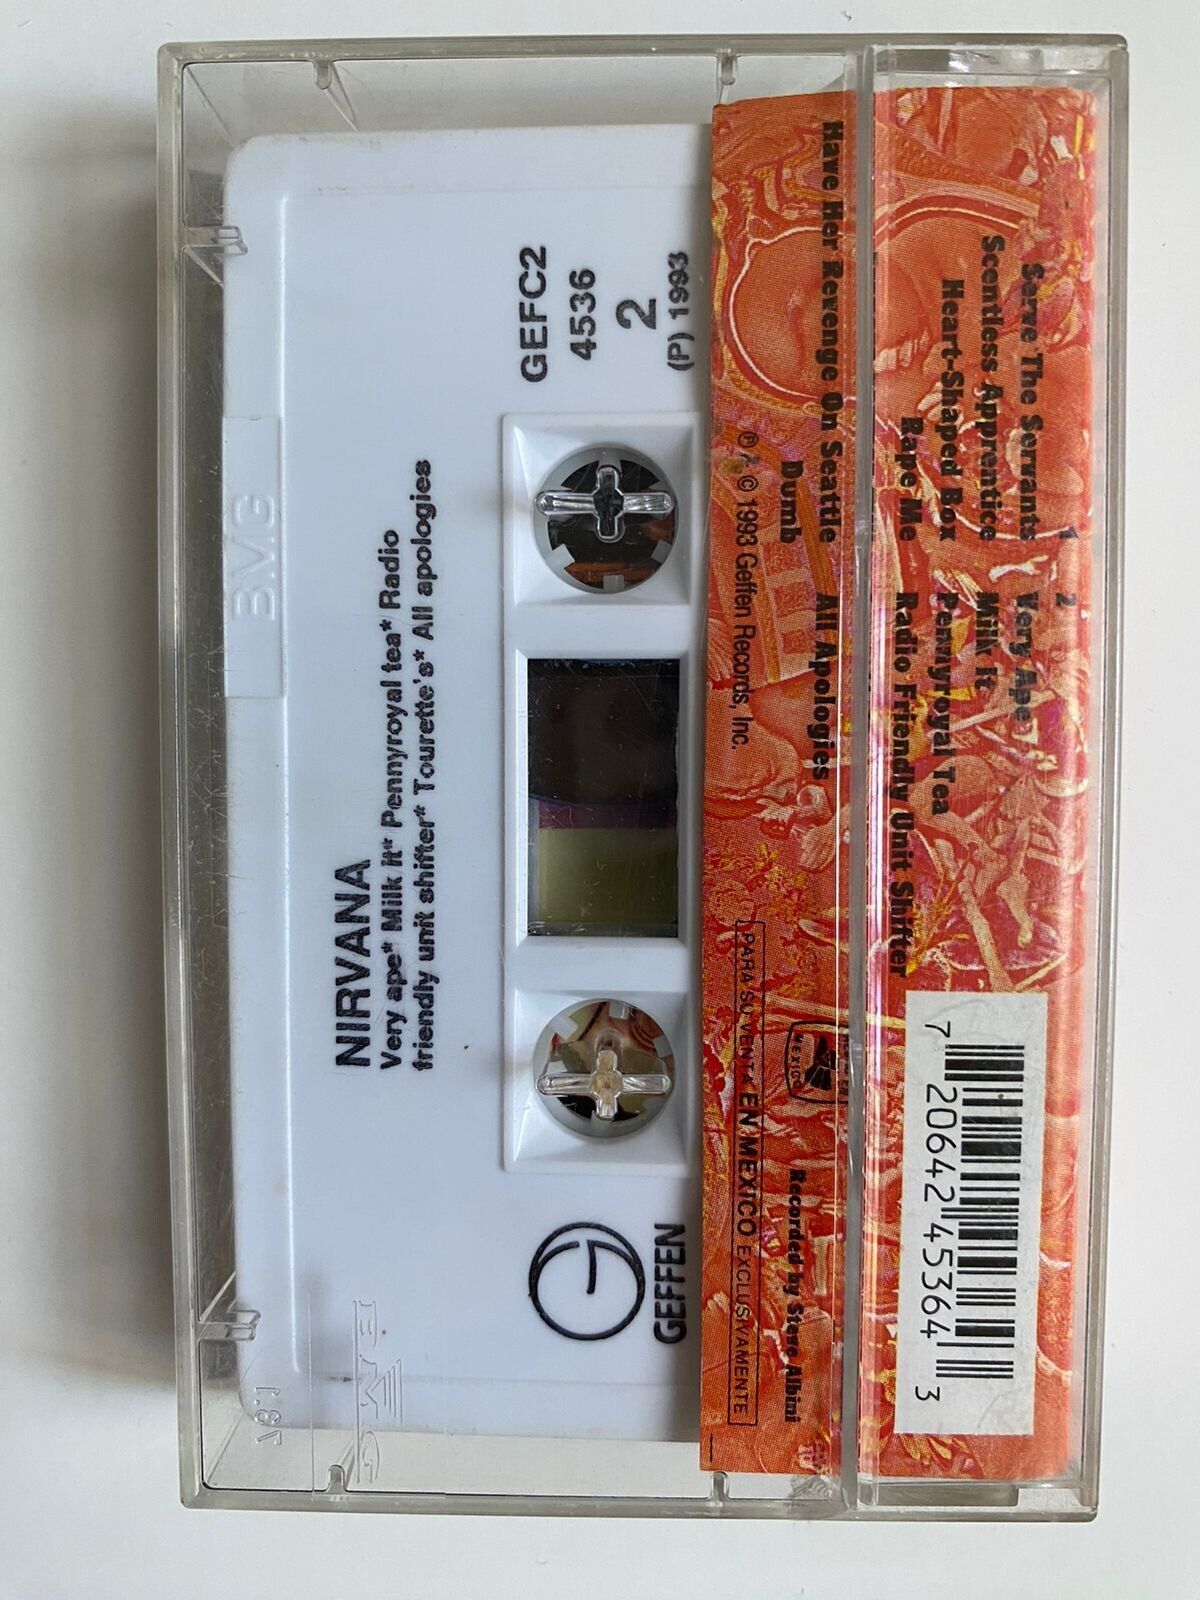 NIRVANA
Very ape* Milk it* Pennyroyal tea* Radio
friendly unit shifter* Tourette's* All apologies
GEFC2
4536
2
(P) 1993
GEFFEN
BMG
BMG
1
Serve The Servants
Scentless Apprentice
Heart-Shaped Box
Rape Me
Have Her Revenge On Seattle
Dumb
2
Very Ape
Milk It
Pennyroyal Tea
Radio Friendly Unit Shifter
All Apologies
℗ & © 1993 Geffen Records, Inc.
MEXICO
PARA SU VENTA EN MEXICO EXCLUSIVAMENTE
Recorded by Steve Albini
7 20642 45364 3